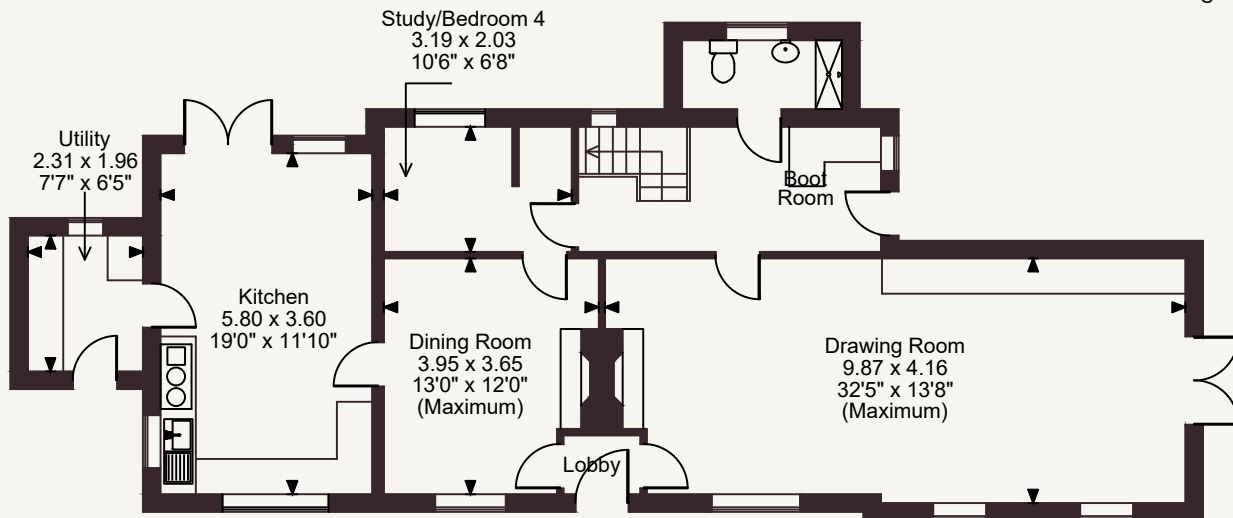 Study/Bedroom 4
3.19 x 2.03
10'6" x 6'8"
Utility
2.31 x 1.96
7'7" x 6'5"
Boot
Room
Kitchen
5.80 x 3.60
19'0" x 11'10"
Dining Room
3.95 x 3.65
13'0" x 12'0"
(Maximum)
Drawing Room
9.87 x 4.16
32'5" x 13'8"
(Maximum)
Lobby